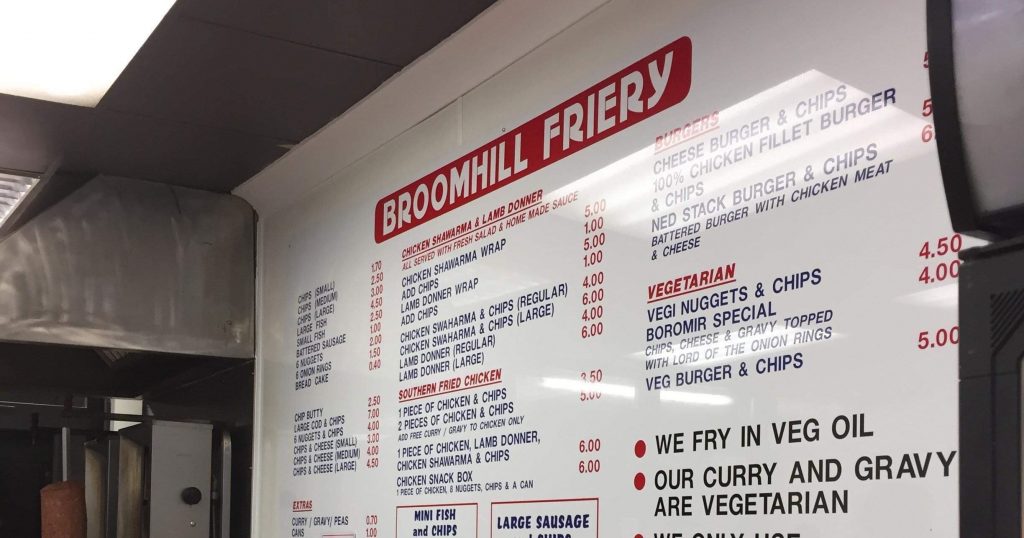 BROOMHILL FRIERY
CHIPS (SMALL) 1.70
CHIPS (MEDIUM) 2.50
CHIPS (LARGE) 3.00
LARGE FISH 4.50
SMALL FISH 2.50
BATTERED SAUSAGE 1.00
6 NUGGETS 2.00
6 ONION RINGS 1.50
BREAD CAKE 0.40
CHIP BUTTY 2.50
LARGE COD & CHIPS 7.00
6 NUGGETS & CHIPS 4.00
CHIPS & CHEESE (SMALL) 3.00
CHIPS & CHEESE (MEDIUM) 4.00
CHIPS & CHEESE (LARGE) 4.50
EXTRAS
CURRY / GRAVY/ PEAS 0.70
CANS 1.00
CHICKEN SHAWARMA & LAMB DONNER
ALL SERVED WITH FRESH SALAD & HOME MADE SAUCE
CHICKEN SHAWARMA WRAP 5.00
ADD CHIPS 1.00
LAMB DONNER WRAP 5.00
ADD CHIPS 1.00
CHICKEN SWAHARMA & CHIPS (REGULAR) 4.00
CHICKEN SWAHARMA & CHIPS (LARGE) 6.00
LAMB DONNER (REGULAR) 4.00
LAMB DONNER (LARGE) 6.00
SOUTHERN FRIED CHICKEN
1 PIECE OF CHICKEN & CHIPS 3.50
2 PIECES OF CHICKEN & CHIPS 5.00
ADD FREE CURRY / GRAVY TO CHICKEN ONLY
1 PIECE OF CHICKEN, LAMB DONNER,
CHICKEN SHAWARMA & CHIPS 6.00
CHICKEN SNACK BOX 6.00
1 PIECE OF CHICKEN, 6 NUGGETS, CHIPS & A CAN
MINI FISH
and CHIPS
LARGE SAUSAGE
BURGERS
CHEESE BURGER & CHIPS
100% CHICKEN FILLET BURGER
& CHIPS
NED STACK BURGER & CHIPS
BATTERED BURGER WITH CHICKEN MEAT
& CHEESE
VEGETARIAN
VEGI NUGGETS & CHIPS 4.50
BOROMIR SPECIAL 4.00
CHIPS, CHEESE & GRAVY TOPPED
WITH LORD OF THE ONION RINGS
VEG BURGER & CHIPS 5.00
WE FRY IN VEG OIL
OUR CURRY AND GRAVY
ARE VEGETARIAN